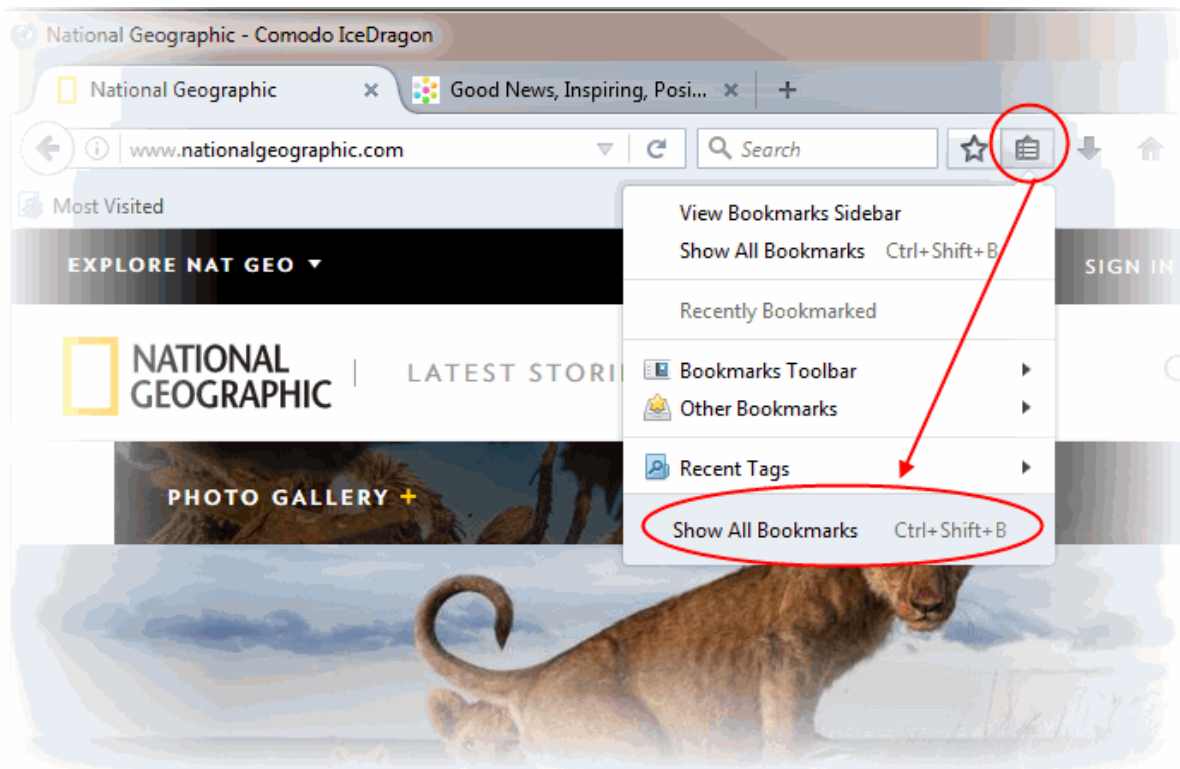 National Geographic - Comodo IceDragon
National Geographic Good News, Inspiring, Posi...
www.nationalgeographic.com Search
Most Visited
View Bookmarks Sidebar
Show All Bookmarks Ctrl+Shift+B
EXPLORE NAT GEO SIGN IN
Recently Bookmarked
NATIONAL
GEOGRAPHIC
LATEST STORI
Bookmarks Toolbar
Other Bookmarks
Recent Tags
PHOTO GALLERY +
Show All Bookmarks Ctrl+Shift+B